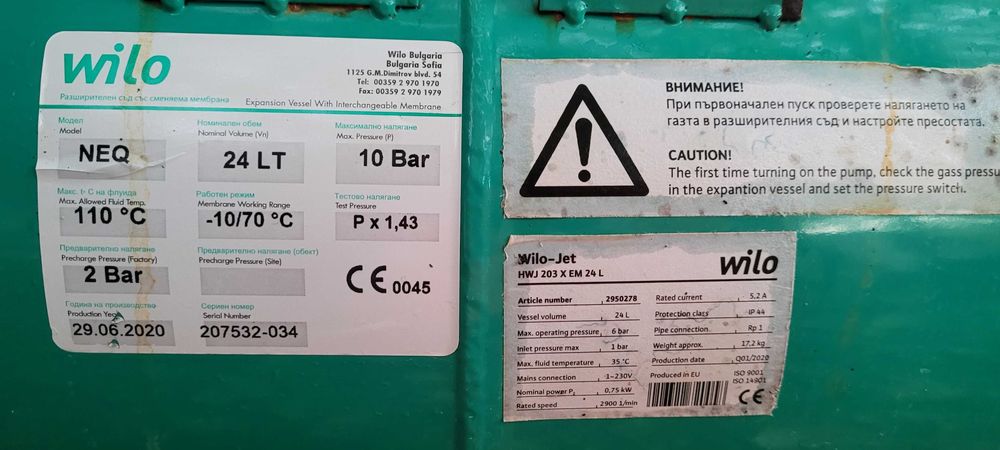 wilo
Wilo Bulgaria
Bulgaria Sofia
1125 G.M.Dimitrov blvd. 54
Tel: 00359 2 970 1970
Fax: 00359 2 970 1979
Разширителен съд със сменяема мембрана
Expansion Vessel With Interchangeable Membrane
Модел
Model
NEQ
Номинален обем
Nominal Volume (Vn)
24 LT
Максимално налягане
Max. Pressure (P)
10 Bar
Макс. t- C на флуида
Max. Allowed Fluid Temp.
110 °C
Работен режим
Membrane Working Range
-10/70 °C
Тестово налягане
Test Pressure
P x 1,43
Предварително налягане
Precharge Pressure (Factory)
2 Bar
Предварително налягане (обект)
Precharge Pressure (Site)
CE 0045
Година на производство
Production Year
29.06.2020
Сериен номер
Serial Number
207532-034
ВНИМАНИЕ!
При първоначален пуск проверете налягането на
газта в разширителния съд и настройте пресостата.
CAUTION!
The first time turning on the pump, check the gass pressu
in the expantion vessel and set the pressure switch.
Wilo-Jet
HWJ 203 X EM 24 L
wilo
Article number 2950278
Vessel volume 24 L
Max. operating pressure 6 bar
Inlet pressure max 1 bar
Max. fluid temperature 35 °C
Mains connection 1~230V
Nominal power P, 0,75 kW
Rated speed 2900 1/min
Rated current 5,2 A
Protection class IP 44
Pipe connection Rp 1
Weight approx. 17,2 kg
Production date Q01/2020
Produced in EU ISO 9001
ISO 14901
CE